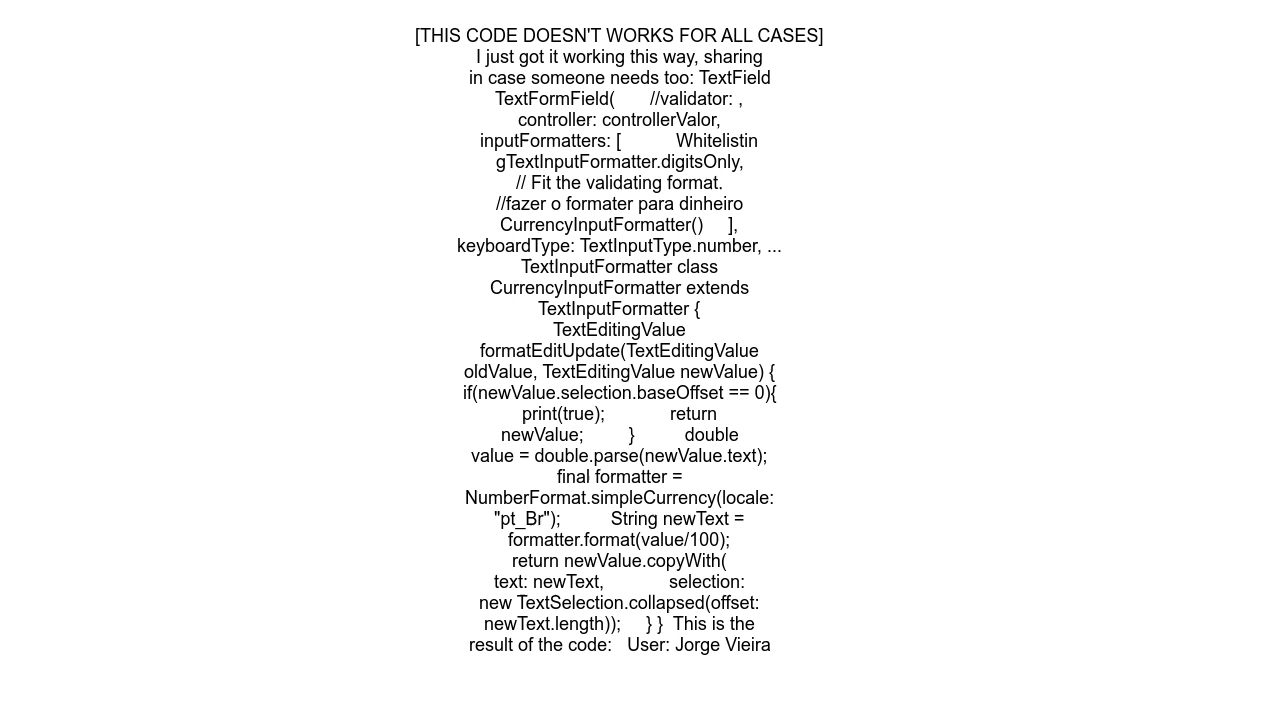 [THIS CODE DOESN'T WORKS FOR ALL CASES]
I just got it working this way, sharing
in case someone needs too: TextField
TextFormField(       //validator: ,
controller: controllerValor,
inputFormatters: [           Whitelistin
gTextInputFormatter.digitsOnly,
// Fit the validating format.
//fazer o formater para dinheiro
CurrencyInputFormatter()     ],
keyboardType: TextInputType.number, ...
TextInputFormatter class
CurrencyInputFormatter extends
TextInputFormatter {
TextEditingValue
formatEditUpdate(TextEditingValue
oldValue, TextEditingValue newValue) {
if(newValue.selection.baseOffset == 0){
print(true);             return
newValue;         }          double
value = double.parse(newValue.text);
final formatter =
NumberFormat.simpleCurrency(locale:
"pt_Br");          String newText =
formatter.format(value/100);
return newValue.copyWith(
text: newText,             selection:
new TextSelection.collapsed(offset:
newText.length));     } }  This is the
result of the code:   User: Jorge Vieira